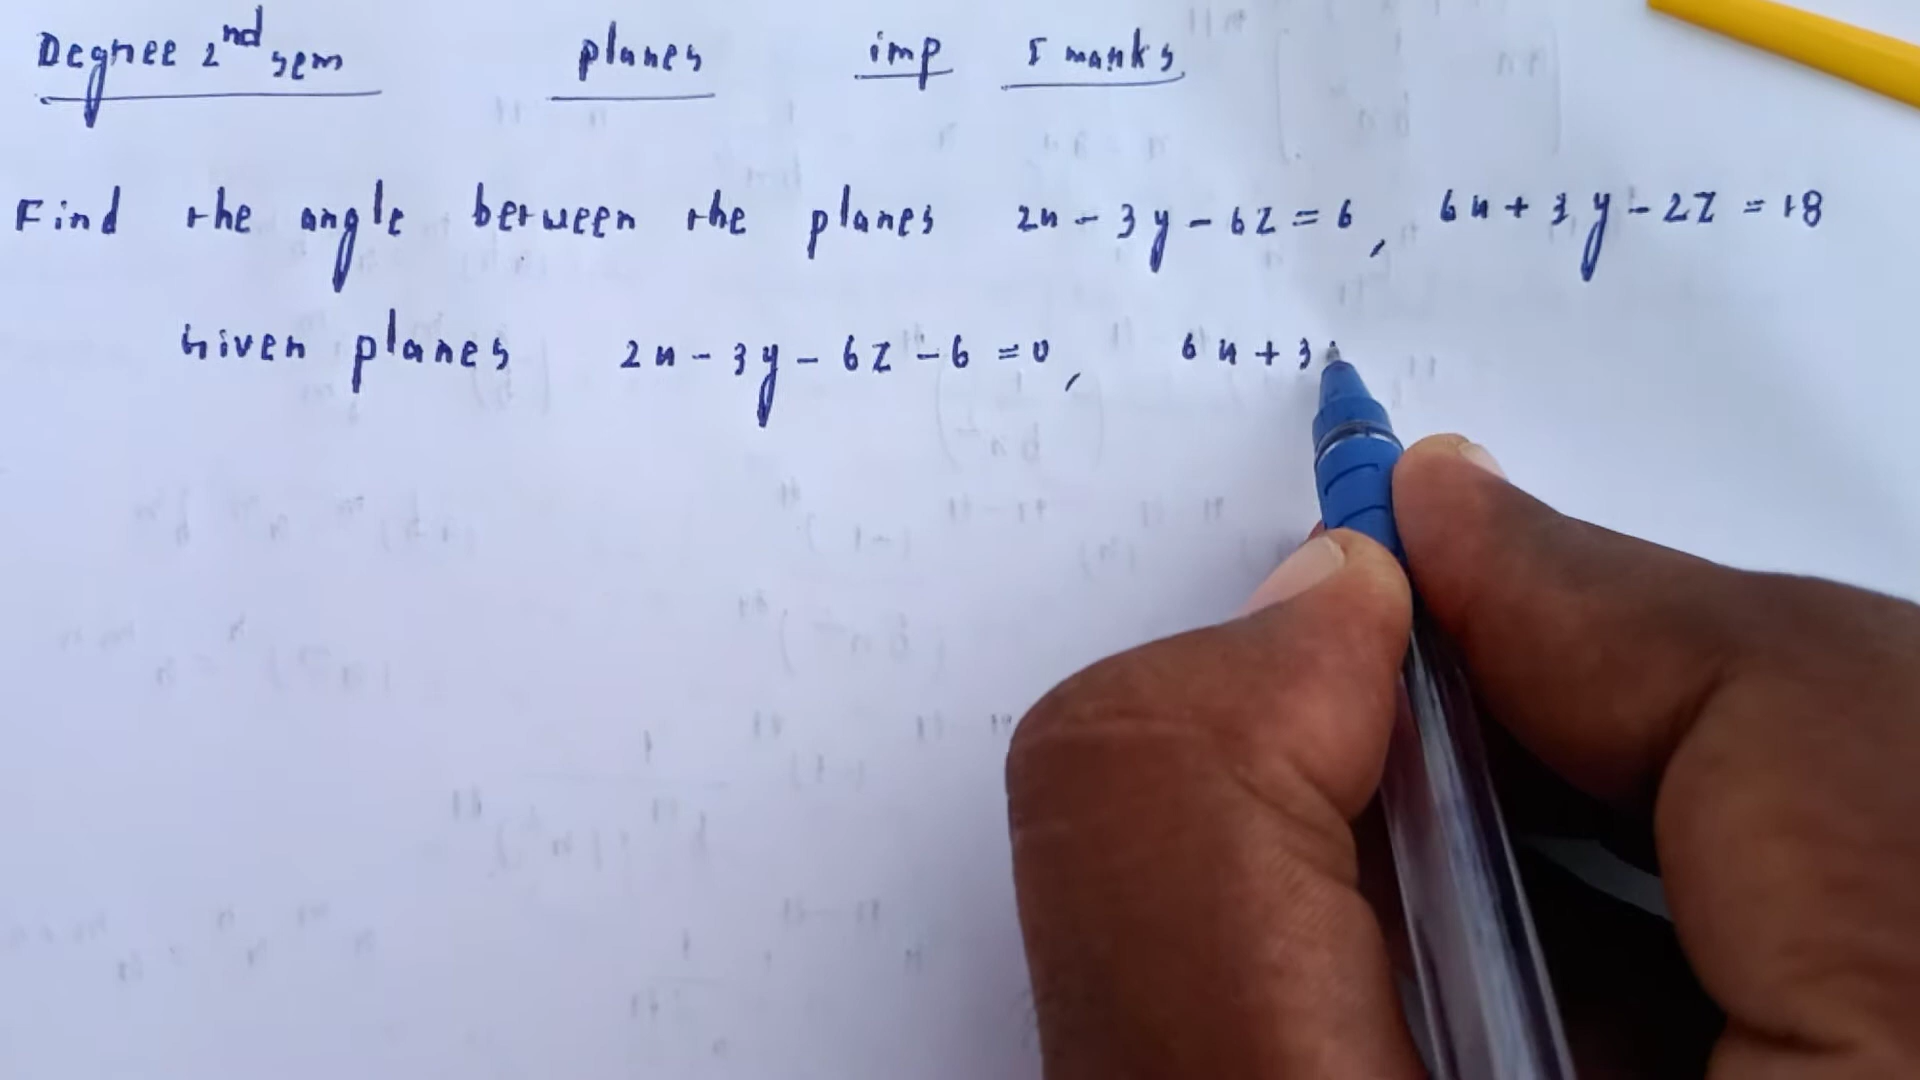 Degree 2nd sem planes imp 5 marks
Find the angle between the planes 2x - 3y - 6z = 6, 6x + 3y - 2z = 18
Given planes 2x - 3y - 6z - 6 = 0, 6x + 3